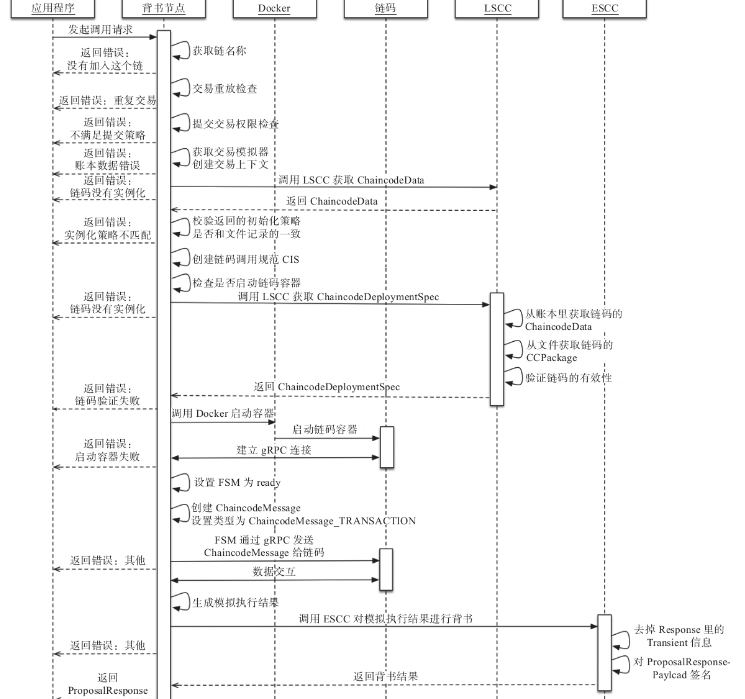 应用程序 背书节点 Docker 链码 LSCC ESCC
发起调用请求
返回错误:
没有加入这个链
获取链名称
返回错误: 重复交易
交易重放检查
返回错误:
不满足提交策略
提交交易权限检查
返回错误:
账本数据错误
获取交易模拟器
创建交易上下文
返回错误:
链码没有实例化
调用 LSCC 获取 ChaincodeData
返回 ChaincodeData
返回错误:
实例化策略不匹配
校验返回的初始化策略
是否和文件记录的一致
创建链码调用规范 CIS
检查是否启动链码容器
返回错误:
链码没有实例化
调用 LSCC 获取 ChaincodeDeploymentSpec
从账本里获取链码的
ChaincodeData
从文件获取链码的
CCPackage
验证链码的有效性
返回错误:
链码验证失败
返回 ChaincodeDeploymentSpec
调用 Docker 启动容器
启动链码容器
返回错误:
启动容器失败
建立 gRPC 连接
设置 FSM 为 ready
创建 ChaincodeMessage
设置类型为 ChaincodeMessage_TRANSACTION
返回错误: 其他
FSM 通过 gRPC 发送
ChaincodeMessage 给链码
数据交互
生成模拟执行结果
调用 ESCC 对模拟执行结果进行背书
返回错误: 其他
去掉 Response 里的
Transient 信息
对 ProposalResponse-
Paylcad 签名
返回
ProposalResponse
返回背书结果